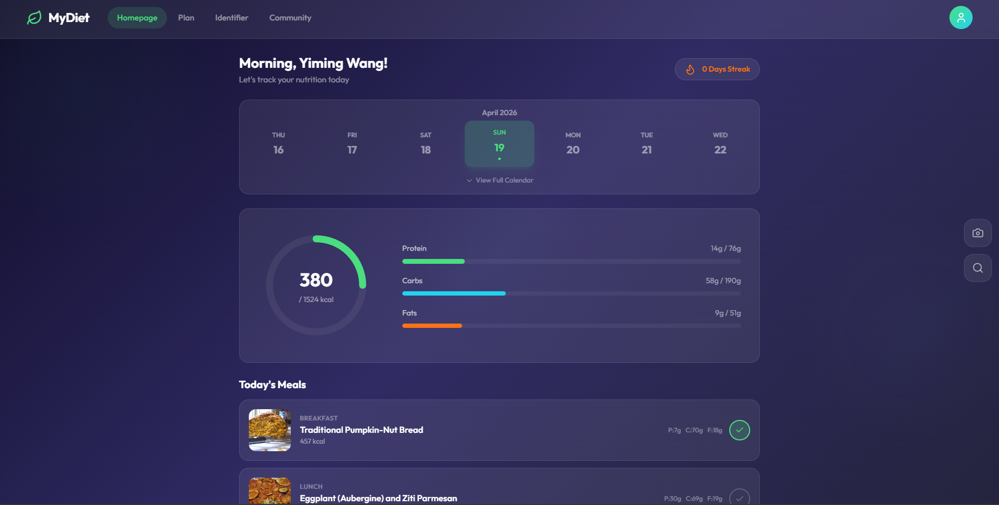 MyDiet
Homepage
Plan
Identifier
Community
Morning, Yiming Wang!
Let's track your nutrition today
0 Days Streak
April 2026
THU
16
FRI
17
SAT
18
SUN
19
MON
20
TUE
21
WED
22
View Full Calendar
380
/ 1524 kcal
Protein
14g / 76g
Carbs
58g / 190g
Fats
9g / 51g
Today's Meals
BREAKFAST
Traditional Pumpkin-Nut Bread
457 kcal
P:7g C:70g F:18g
LUNCH
Eggplant (Aubergine) and Ziti Parmesan
P:30g C:69g F:19g